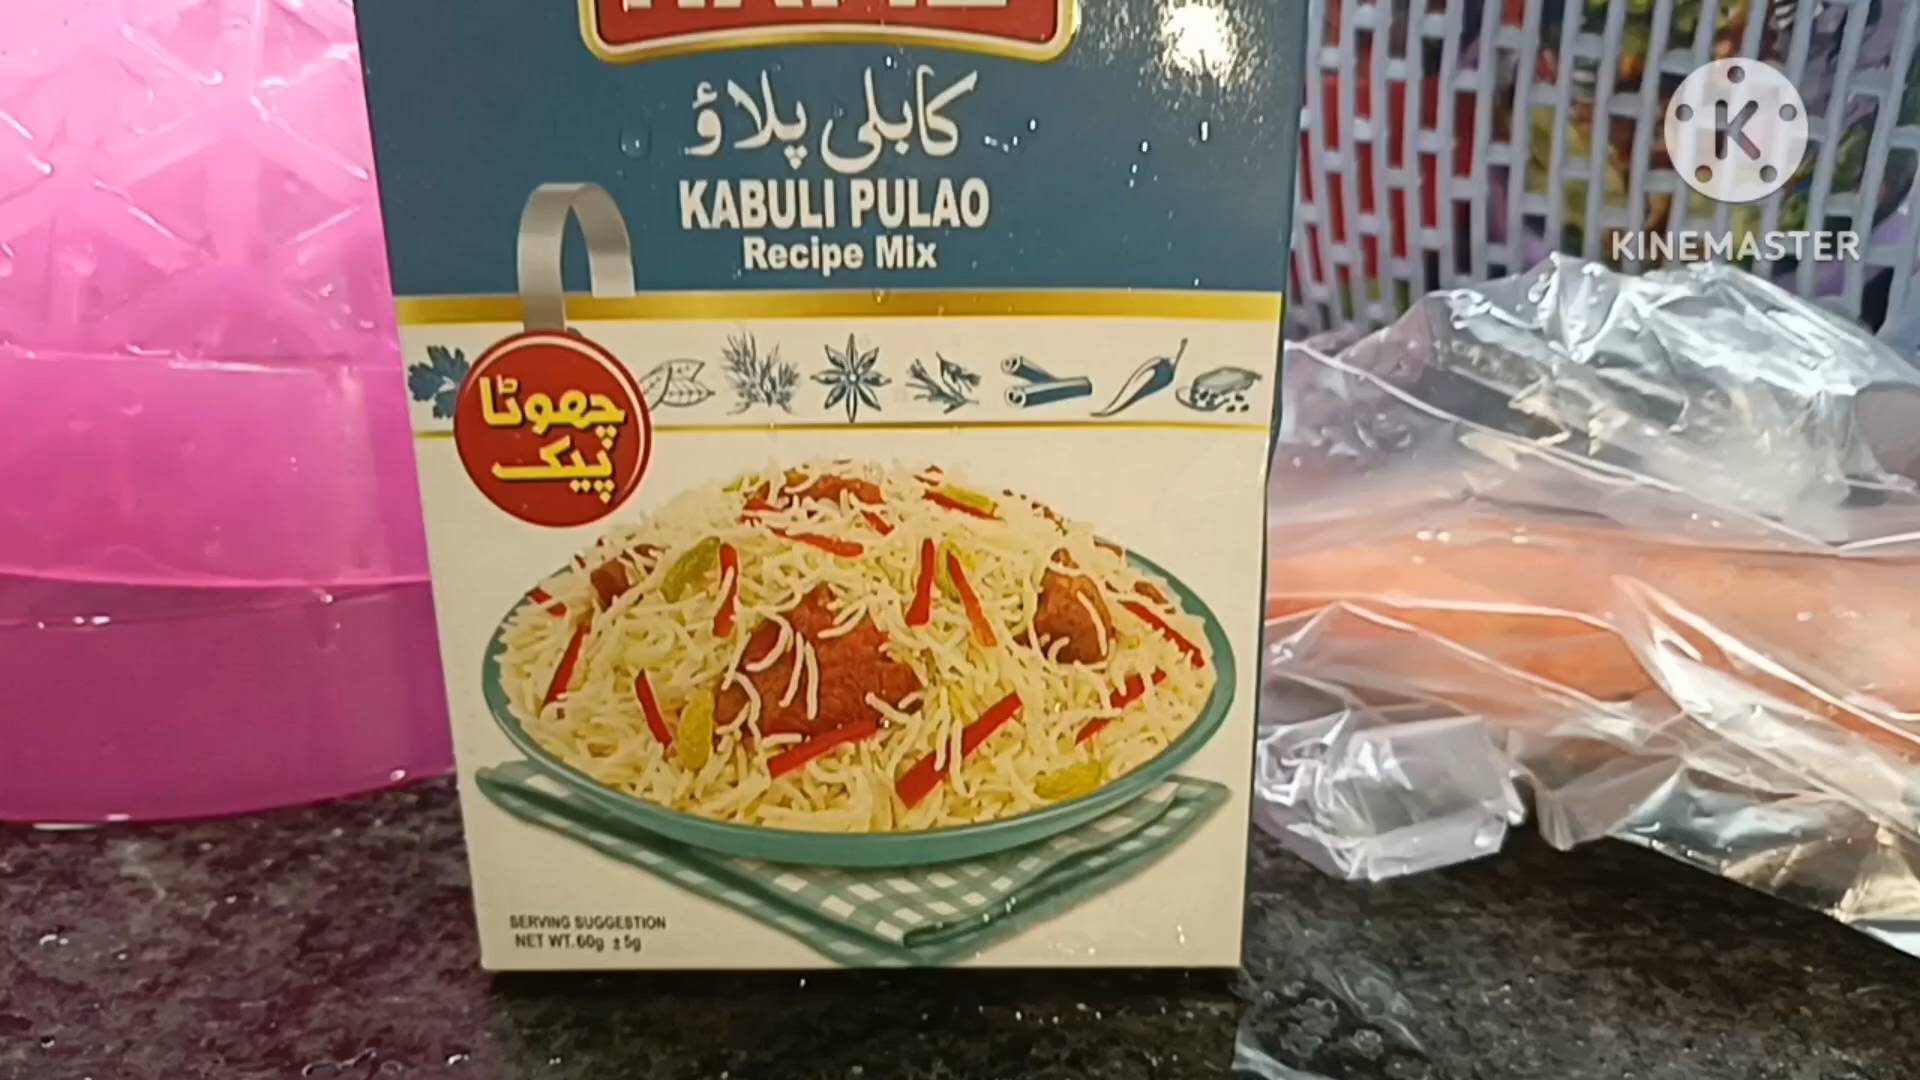 کابلی پلاؤ
KABULI PULAO
Recipe Mix
چھوٹا
پیک
SERVING SUGGESTION
NET WT. 60g ±5g
K
KINEMASTER